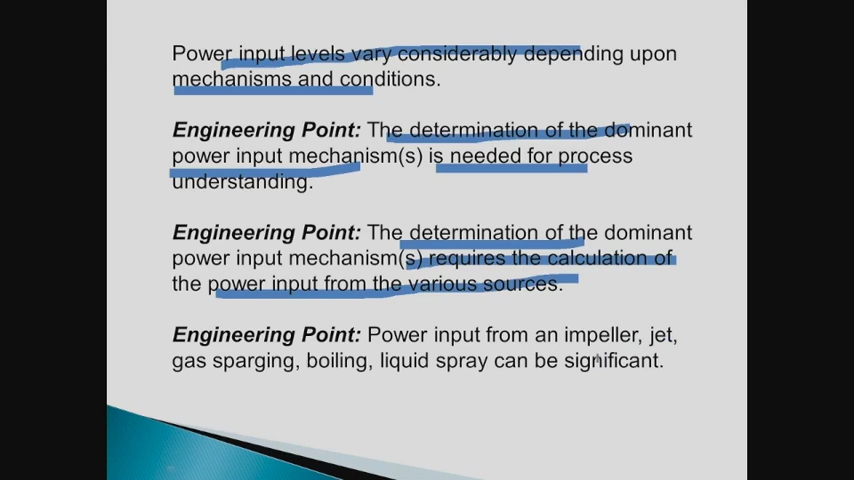 Power input levels vary considerably depending upon
mechanisms and conditions.
Engineering Point: The determination of the dominant
power input mechanism(s) is needed for process
understanding.
Engineering Point: The determination of the dominant
power input mechanism(s) requires the calculation of
the power input from the various sources.
Engineering Point: Power input from an impeller, jet,
gas sparging, boiling, liquid spray can be significant.